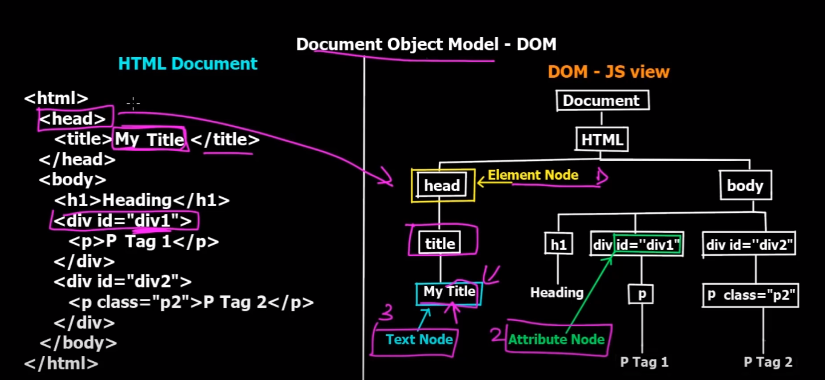 Document Object Model - DOM
HTML Document
<html>
<head>
<title>My Title </title>
</head>
<body>
<h1>Heading</h1>
<div id="div1">
<p>P Tag 1</p>
</div>
<div id="div2">
<p class="p2">P Tag 2</p>
</div>
</body>
</html>
DOM - JS view
Document
HTML
head
Element Node
body
title
h1
div id="div1"
div id="div2"
My Title
Heading
p
p class="p2"
3
Text Node
2
Attribute Node
P Tag 1
P Tag 2